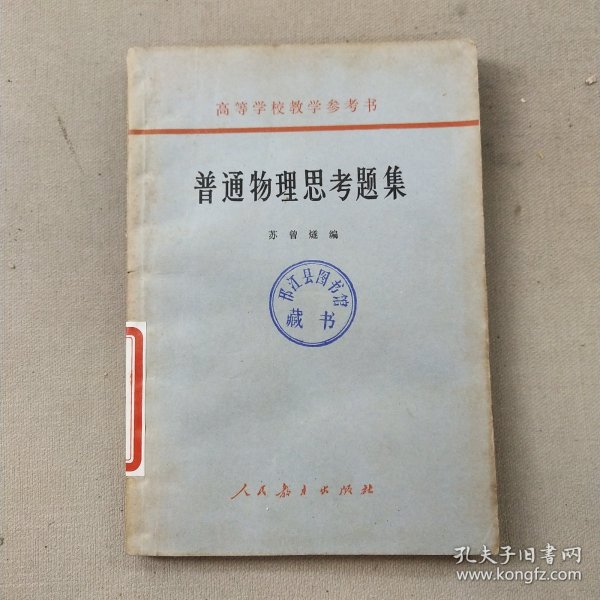 高等学校教学参考书
普通物理思考题集
苏曾燧编
邗江县图书馆
藏书
人民教育出版社
孔夫子旧书网
www.kongfz.com